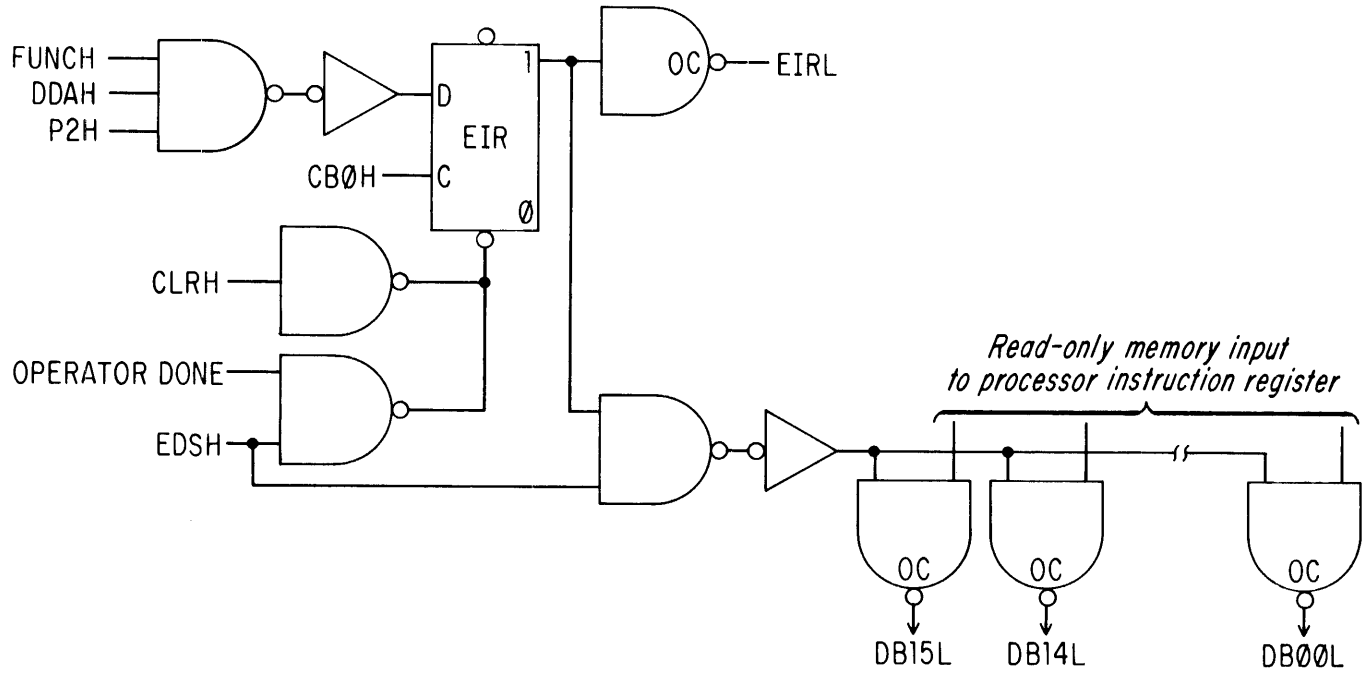 FUNCH
DDAH
P2H
D
1
EIR
C
Ø
CBØH
OC
EIRL
CLRH
OPERATOR DONE
EDSH
Read-only memory input
to processor instruction register
OC
OC
OC
DB15L
DB14L
DBØØL